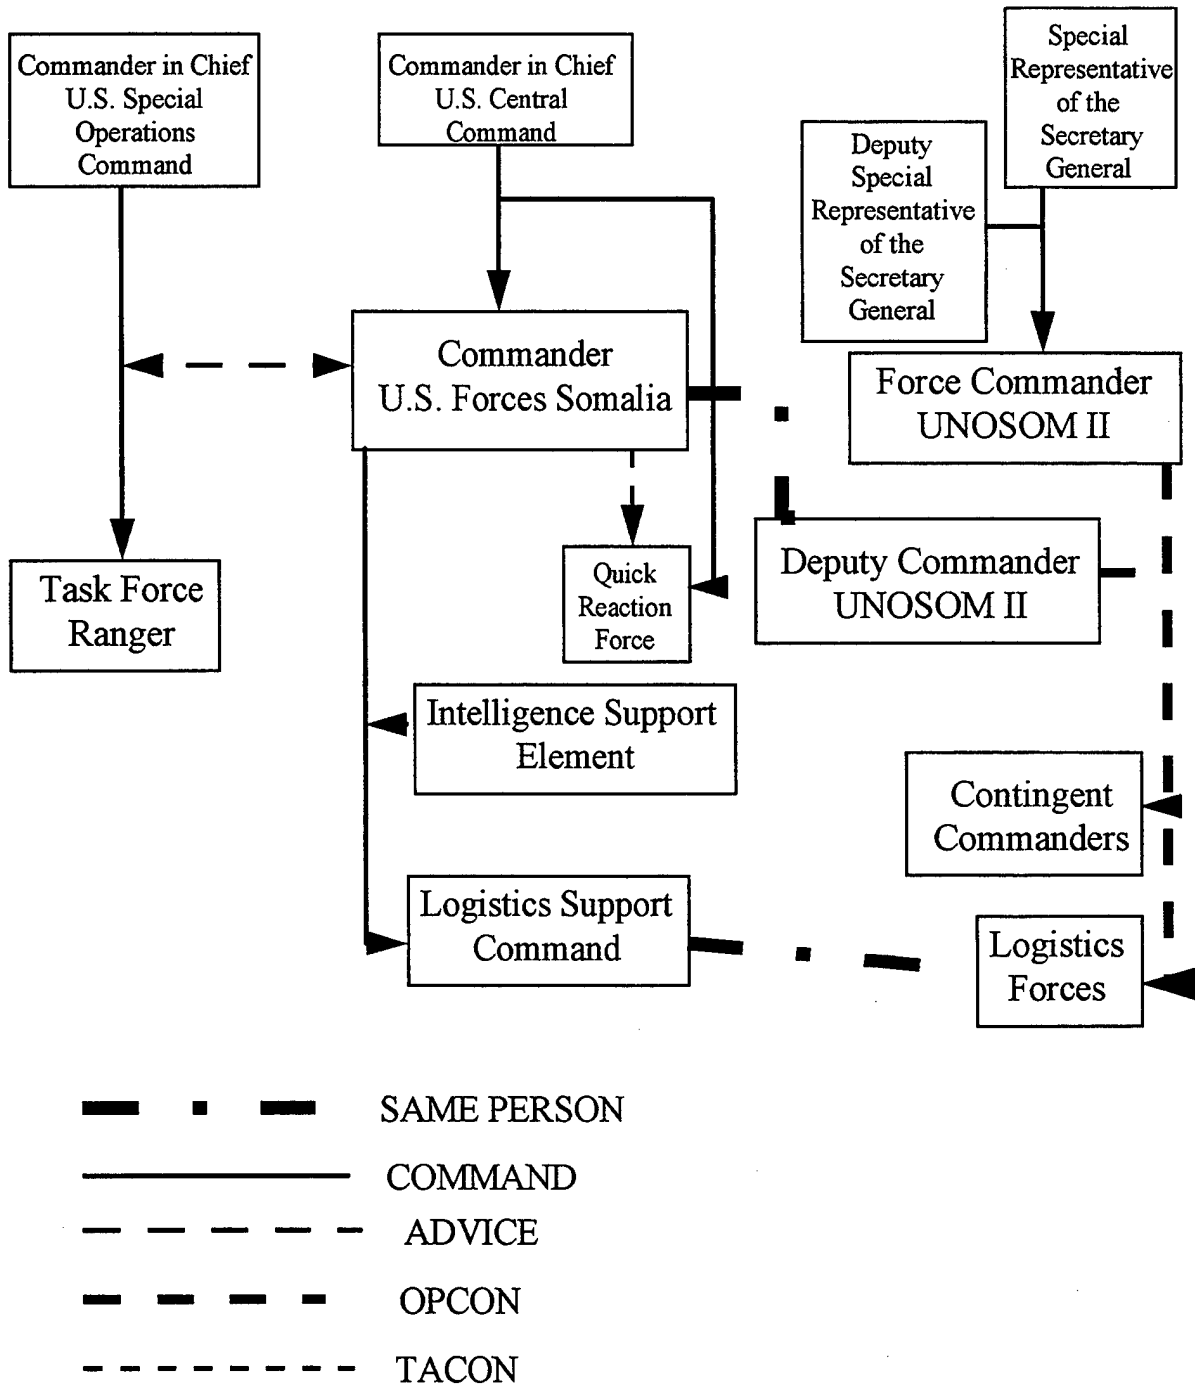 Commander in Chief
U.S. Special
Operations
Command
Commander in Chief
U.S. Central
Command
Special
Representative
of the
Secretary
General
Deputy
Special
Representative
of the
Secretary
General
Commander
U.S. Forces Somalia
Force Commander
UNOSOM II
Task Force
Ranger
Quick
Reaction
Force
Deputy Commander
UNOSOM II
Intelligence Support
Element
Contingent
Commanders
Logistics Support
Command
Logistics
Forces
SAME PERSON
COMMAND
ADVICE
OPCON
TACON